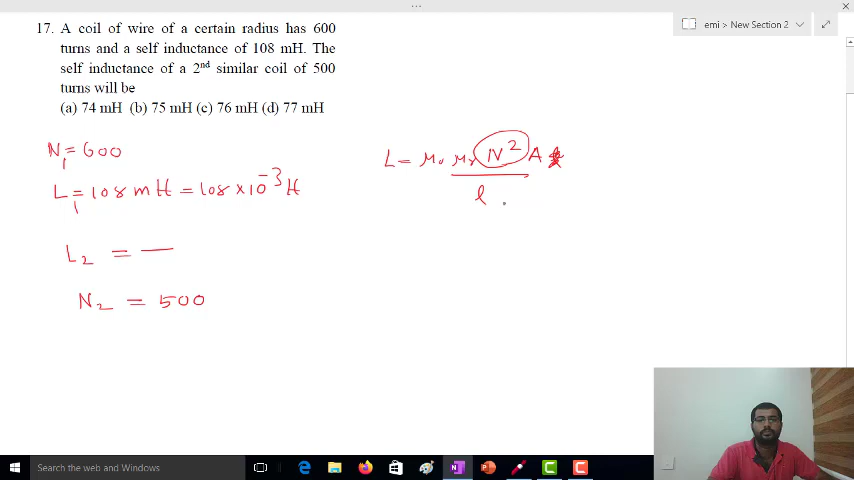 emi > New Section 2
17. A coil of wire of a certain radius has 600
turns and a self inductance of 108 mH. The
self inductance of a 2nd similar coil of 500
turns will be
(a) 74 mH (b) 75 mH (c) 76 mH (d) 77 mH
N₁ = 600
L = μ₀ μᵣ N² A
l
L₁ = 108 mH = 108 × 10⁻³ H
L₂ = —
N₂ = 500
Search the web and Windows